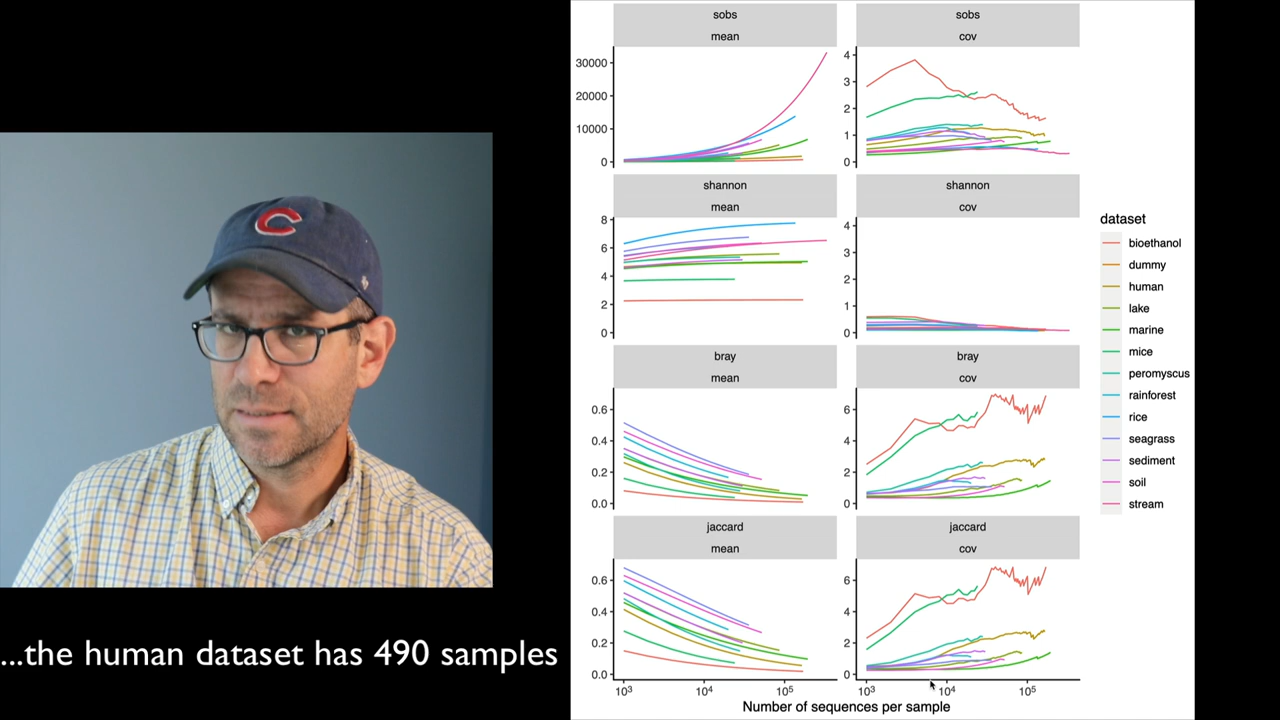 C
...the human dataset has 490 samples
sobs
mean
30000
20000
10000
0
sobs
cov
4
3
2
1
0
shannon
mean
8
6
4
2
0
shannon
cov
4
3
2
1
0
bray
mean
0.6
0.4
0.2
0.0
bray
cov
6
4
2
0
jaccard
mean
0.6
0.4
0.2
0.0
10³ 10⁴ 10⁵
jaccard
cov
6
4
2
0
10³ 10⁴ 10⁵
Number of sequences per sample
dataset
bioethanol
dummy
human
lake
marine
mice
peromyscus
rainforest
rice
seagrass
sediment
soil
stream